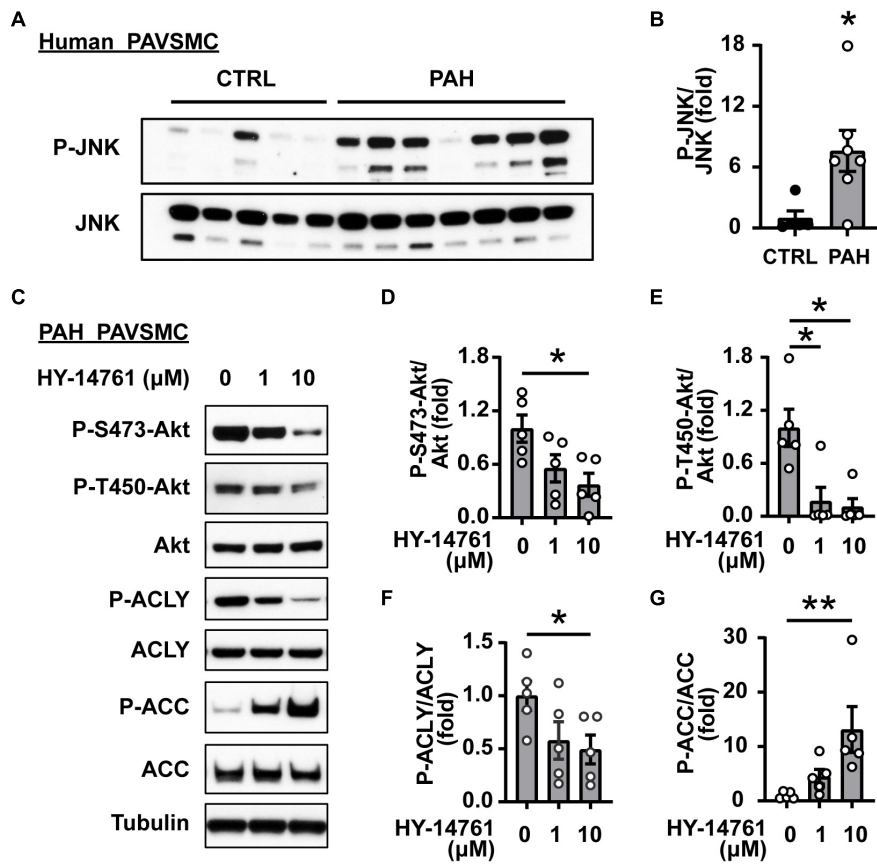 A
Human PAVSMC
CTRL PAH
P-JNK
JNK
B
P-JNK/
JNK (fold)
18
12
6
0
*
CTRL PAH
C
PAH PAVSMC
HY-14761 (µM) 0 1 10
P-S473-Akt
P-T450-Akt
Akt
P-ACLY
ACLY
P-ACC
ACC
Tubulin
D
P-S473-Akt/
Akt (fold)
1.8
1.2
0.6
0.0
*
HY-14761
(µM)
0 1 10
E
P-T450-Akt/
Akt (fold)
1.8
1.2
0.6
0.0
*
*
HY-14761
(µM)
0 1 10
F
P-ACLY/ACLY
(fold)
1.5
1.0
0.5
0.0
*
HY-14761
(µM)
0 1 10
G
P-ACC/ACC
(fold)
30
20
10
0
**
HY-14761
(µM)
0 1 10